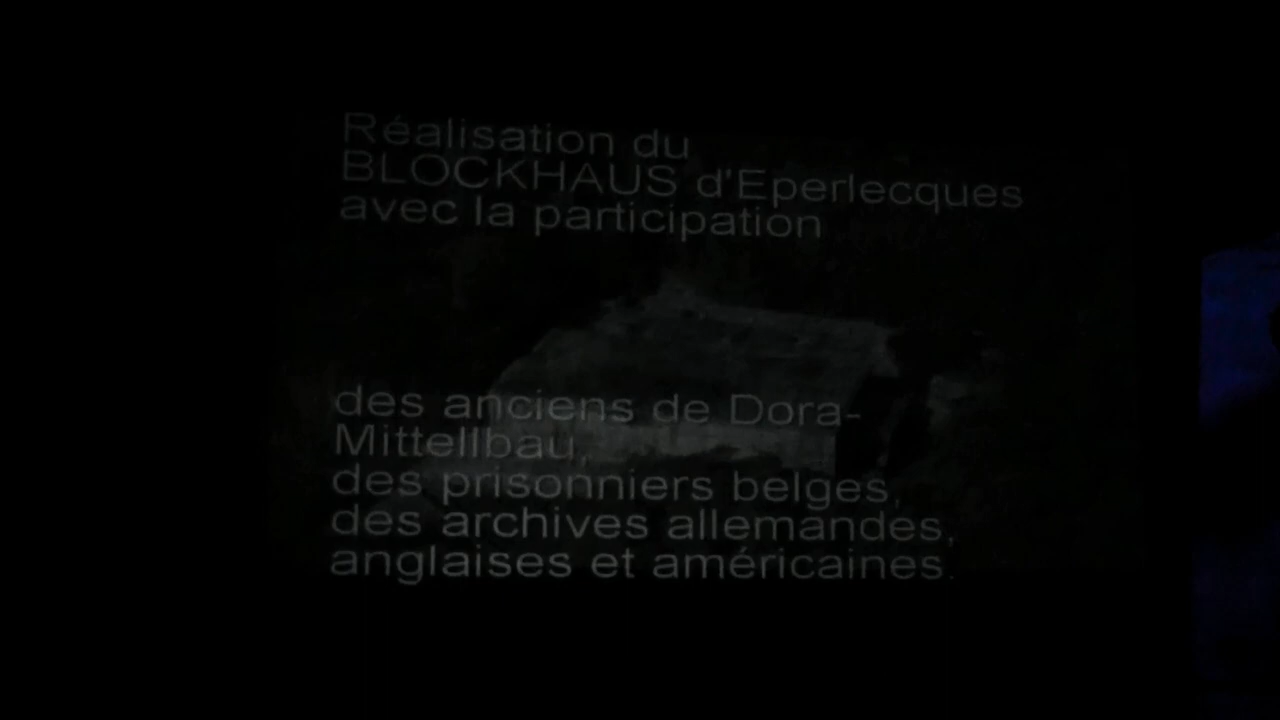 Réalisation du
BLOCKHAUS d'Eperlecques
avec la participation
des anciens de Dora-
Mittellbau,
des prisonniers belges,
des archives allemandes,
anglaises et américaines.